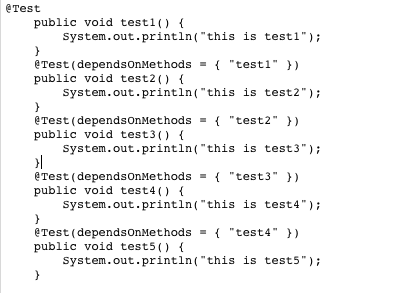 @Test
    public void test1() {
        System.out.println("this is test1");
    }
    @Test(dependsOnMethods = { "test1" })
    public void test2() {
        System.out.println("this is test2");
    }
    @Test(dependsOnMethods = { "test2" })
    public void test3() {
        System.out.println("this is test3");
    }
    @Test(dependsOnMethods = { "test3" })
    public void test4() {
        System.out.println("this is test4");
    }
    @Test(dependsOnMethods = { "test4" })
    public void test5() {
        System.out.println("this is test5");
    }